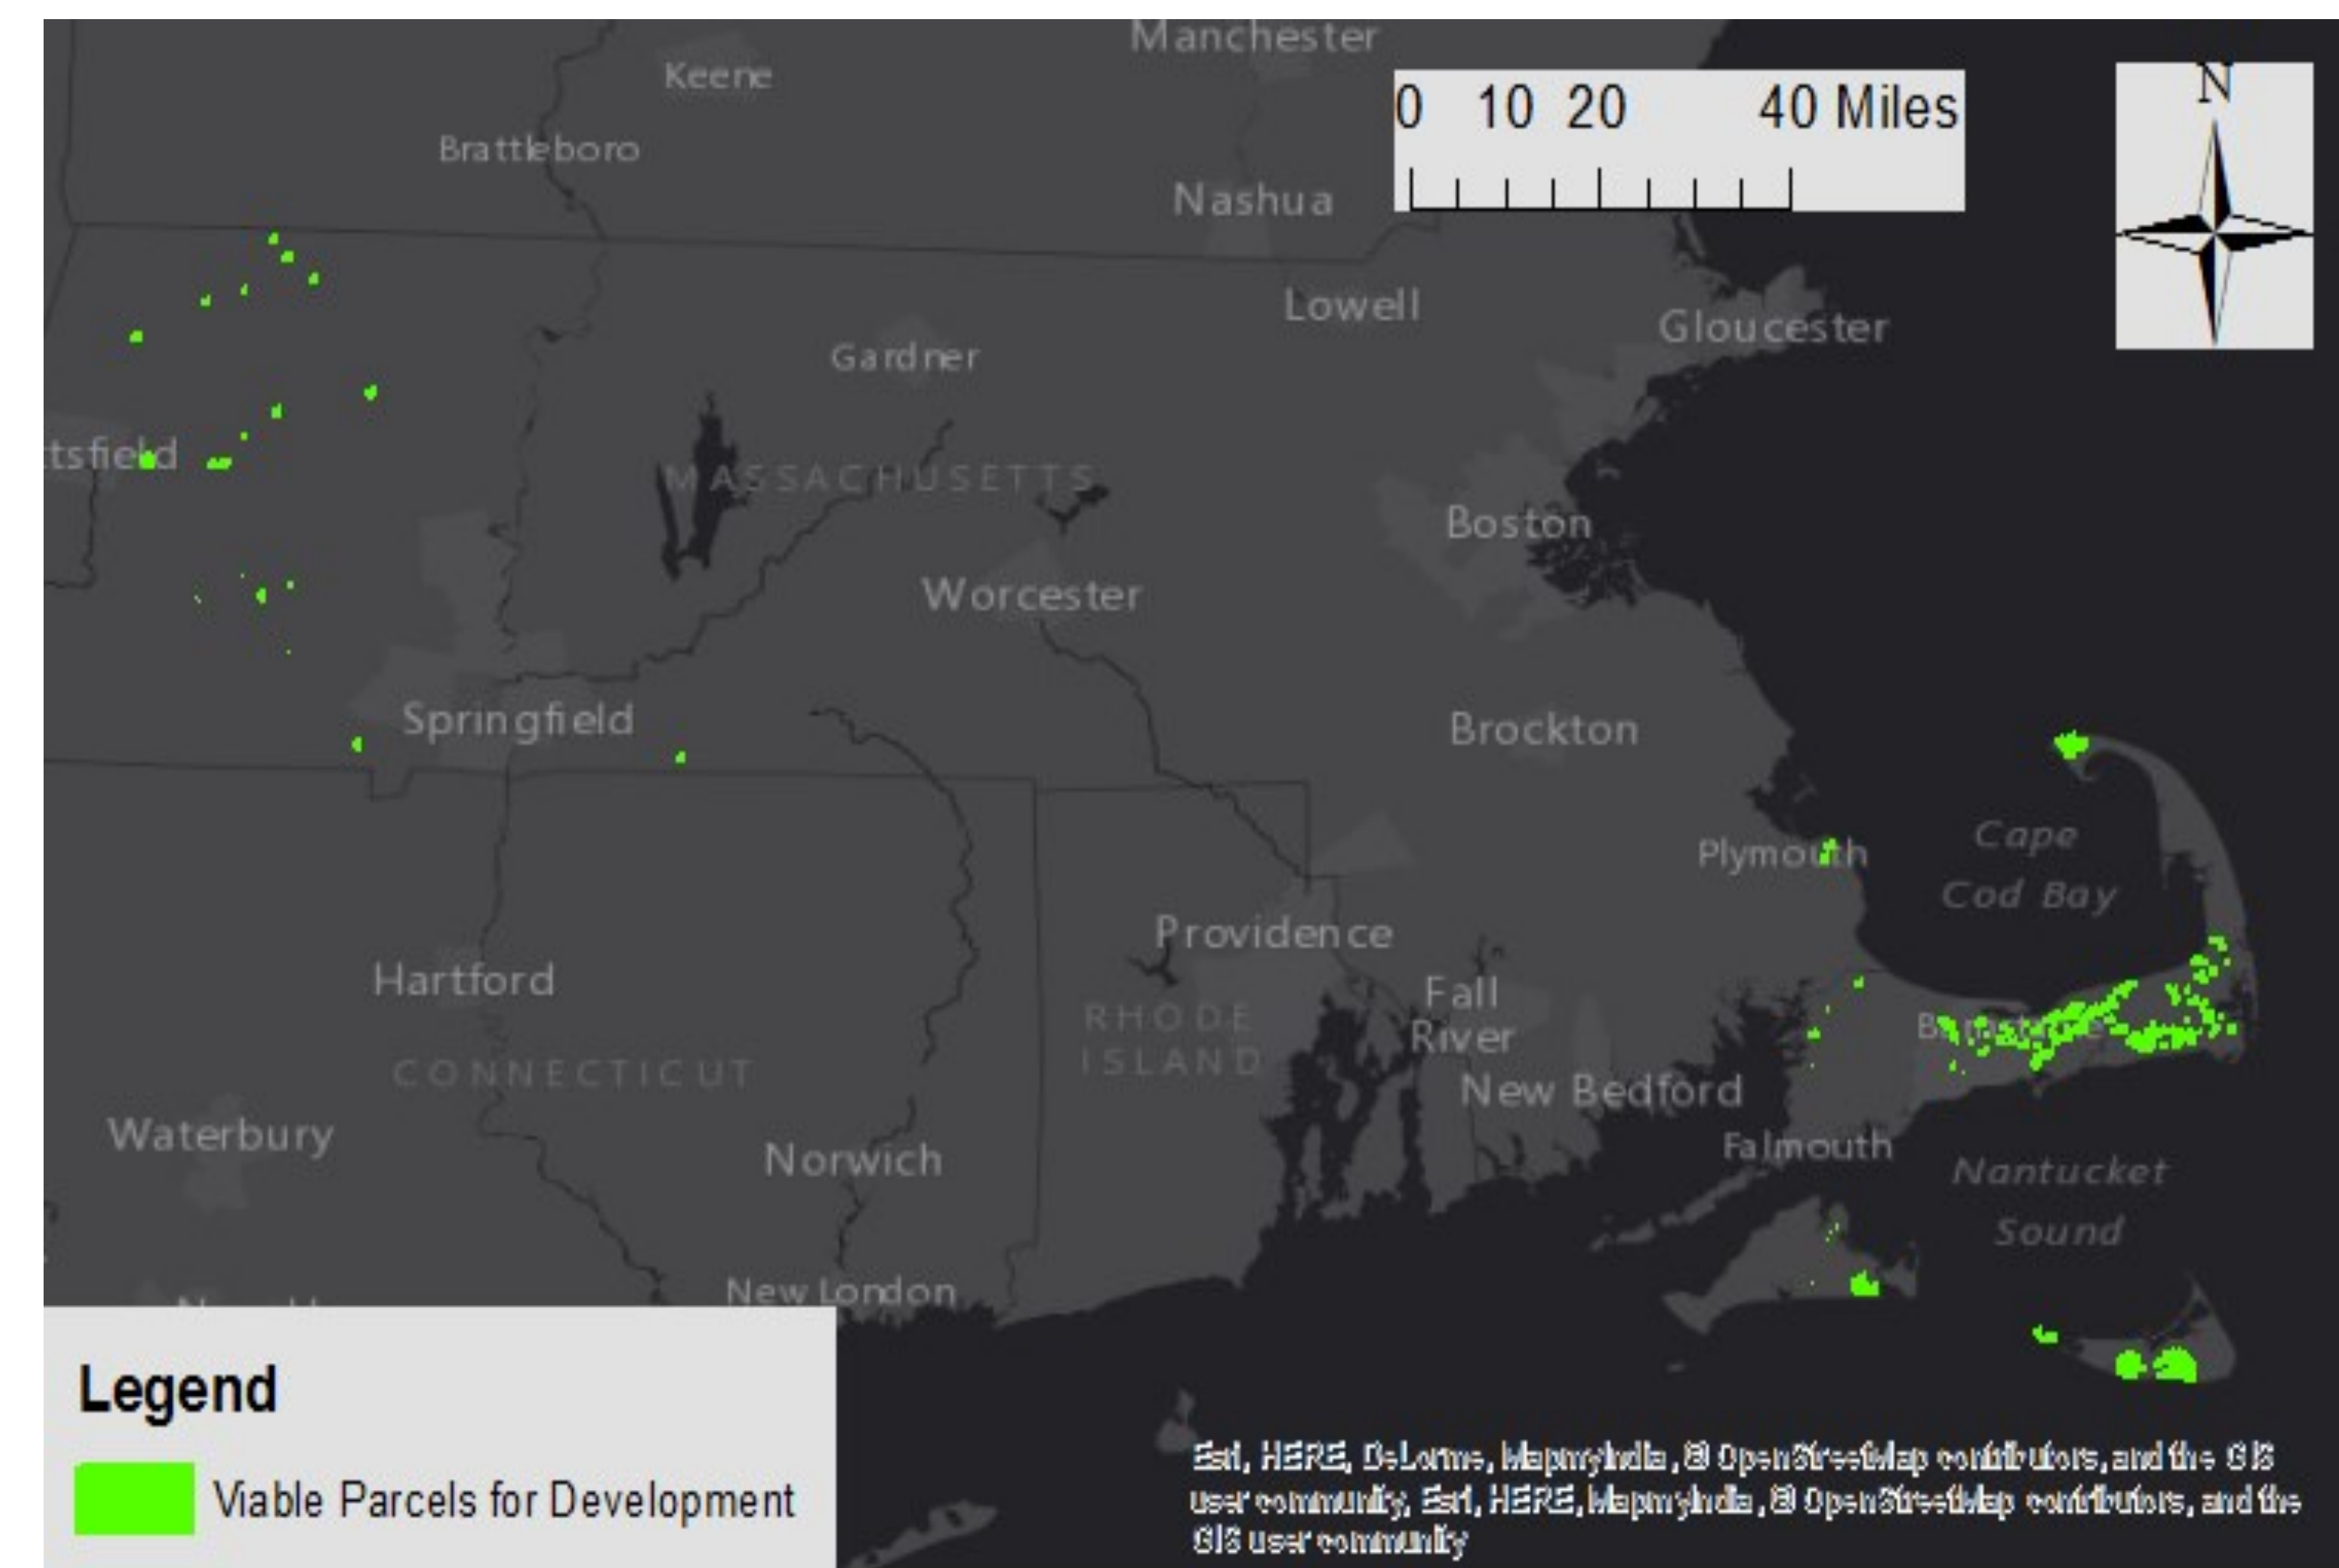 Manchester
Keene
0 10 20 40 Miles
N
Brattleboro
Nashua
Lowell
Gloucester
Gardner
tsfield
MASSACHUSETTS
Boston
Worcester
Springfield
Brockton
Plymouth
Cape
Cod Bay
Providence
Hartford
Fall
River
RHODE
ISLAND
CONNECTICUT
New Bedford
Waterbury
Norwich
Falmouth
Nantucket
Sound
New London
Legend
Viable Parcels for Development
Esri, HERE, DeLorme, MapmyIndia, © OpenStreetMap contributors, and the GIS
user community, Esri, HERE, MapmyIndia, © OpenStreetMap contributors, and the
GIS user community